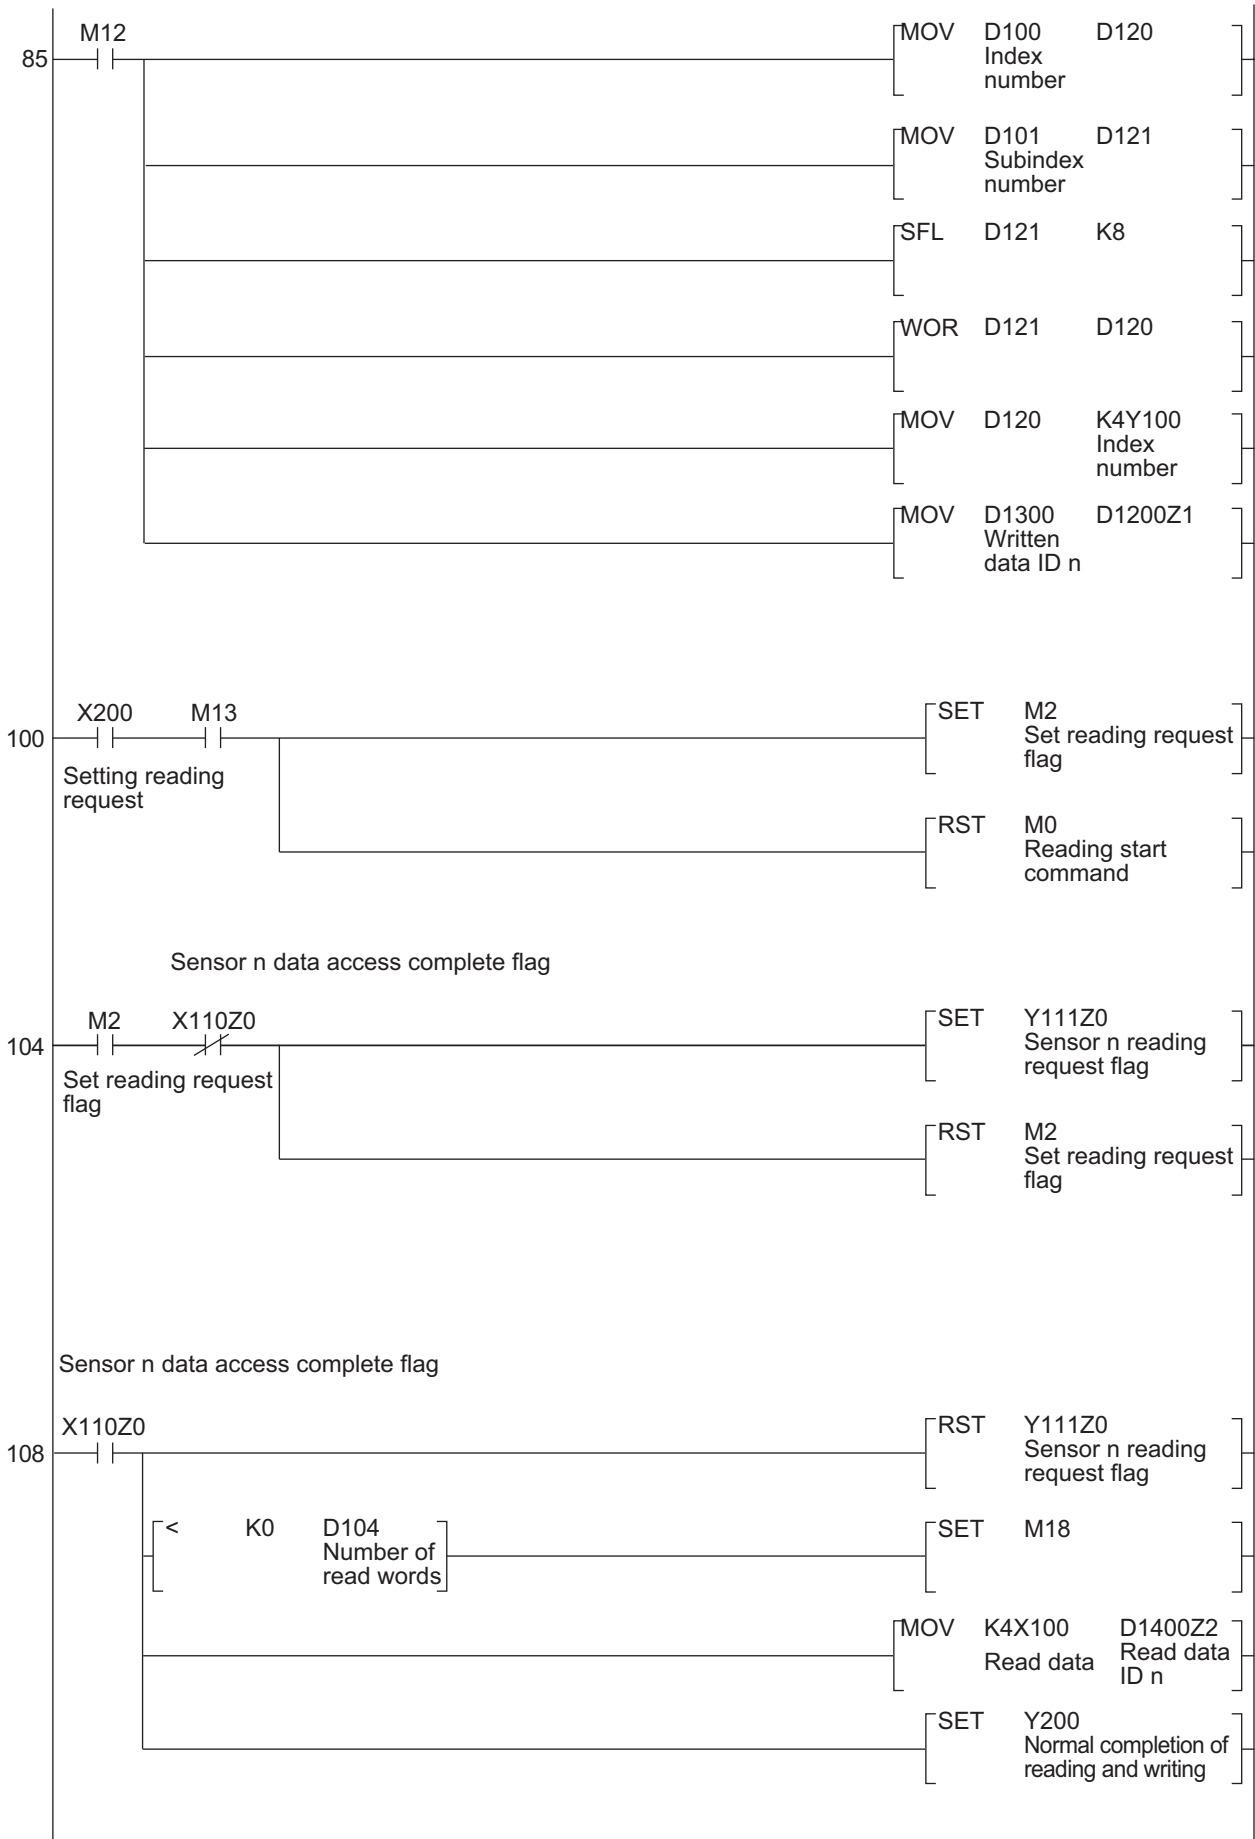 M12
85
MOV D100 D120
Index
number
MOV D101 D121
Subindex
number
SFL D121 K8
WOR D121 D120
MOV D120 K4Y100
Index
number
MOV D1300 D1200Z1
Written
data ID n
X200 M13
100
Setting reading
request
SET M2
Set reading request
flag
RST M0
Reading start
command
Sensor n data access complete flag
M2 X110Z0
104
Set reading request
flag
SET Y111Z0
Sensor n reading
request flag
RST M2
Set reading request
flag
Sensor n data access complete flag
X110Z0
108
RST Y111Z0
Sensor n reading
request flag
< K0 D104
Number of
read words
SET M18
MOV K4X100 D1400Z2
Read data Read data
ID n
SET Y200
Normal completion of
reading and writing